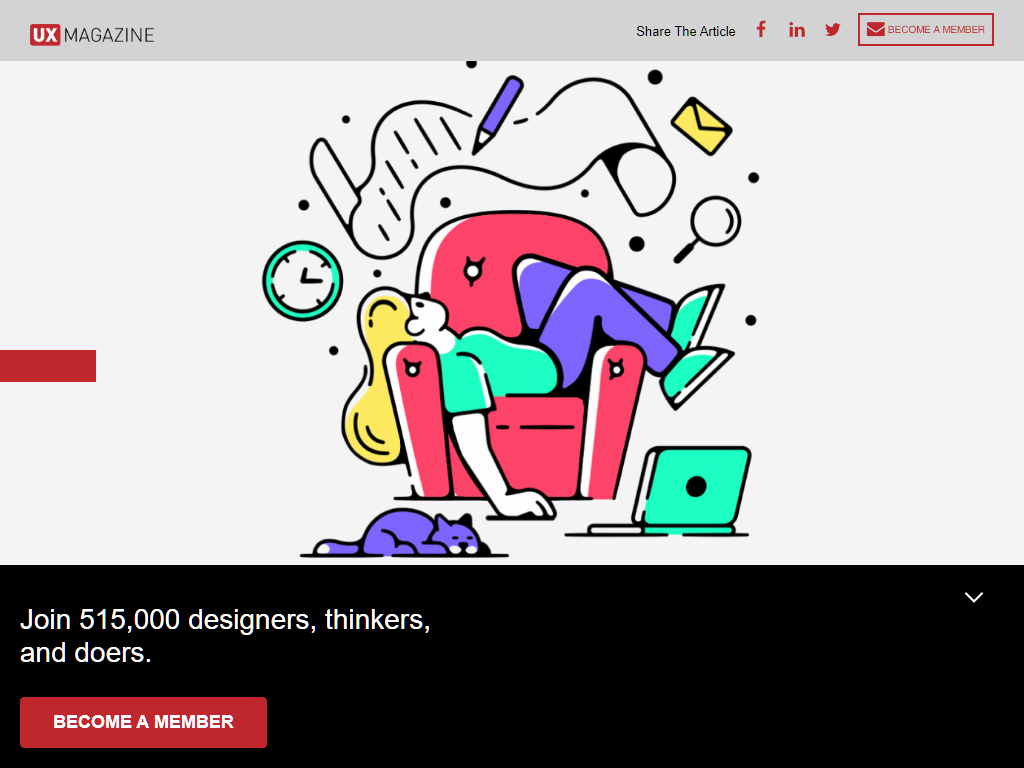 UX MAGAZINE
Share The Article
BECOME A MEMBER
Join 515,000 designers, thinkers,
and doers.
BECOME A MEMBER